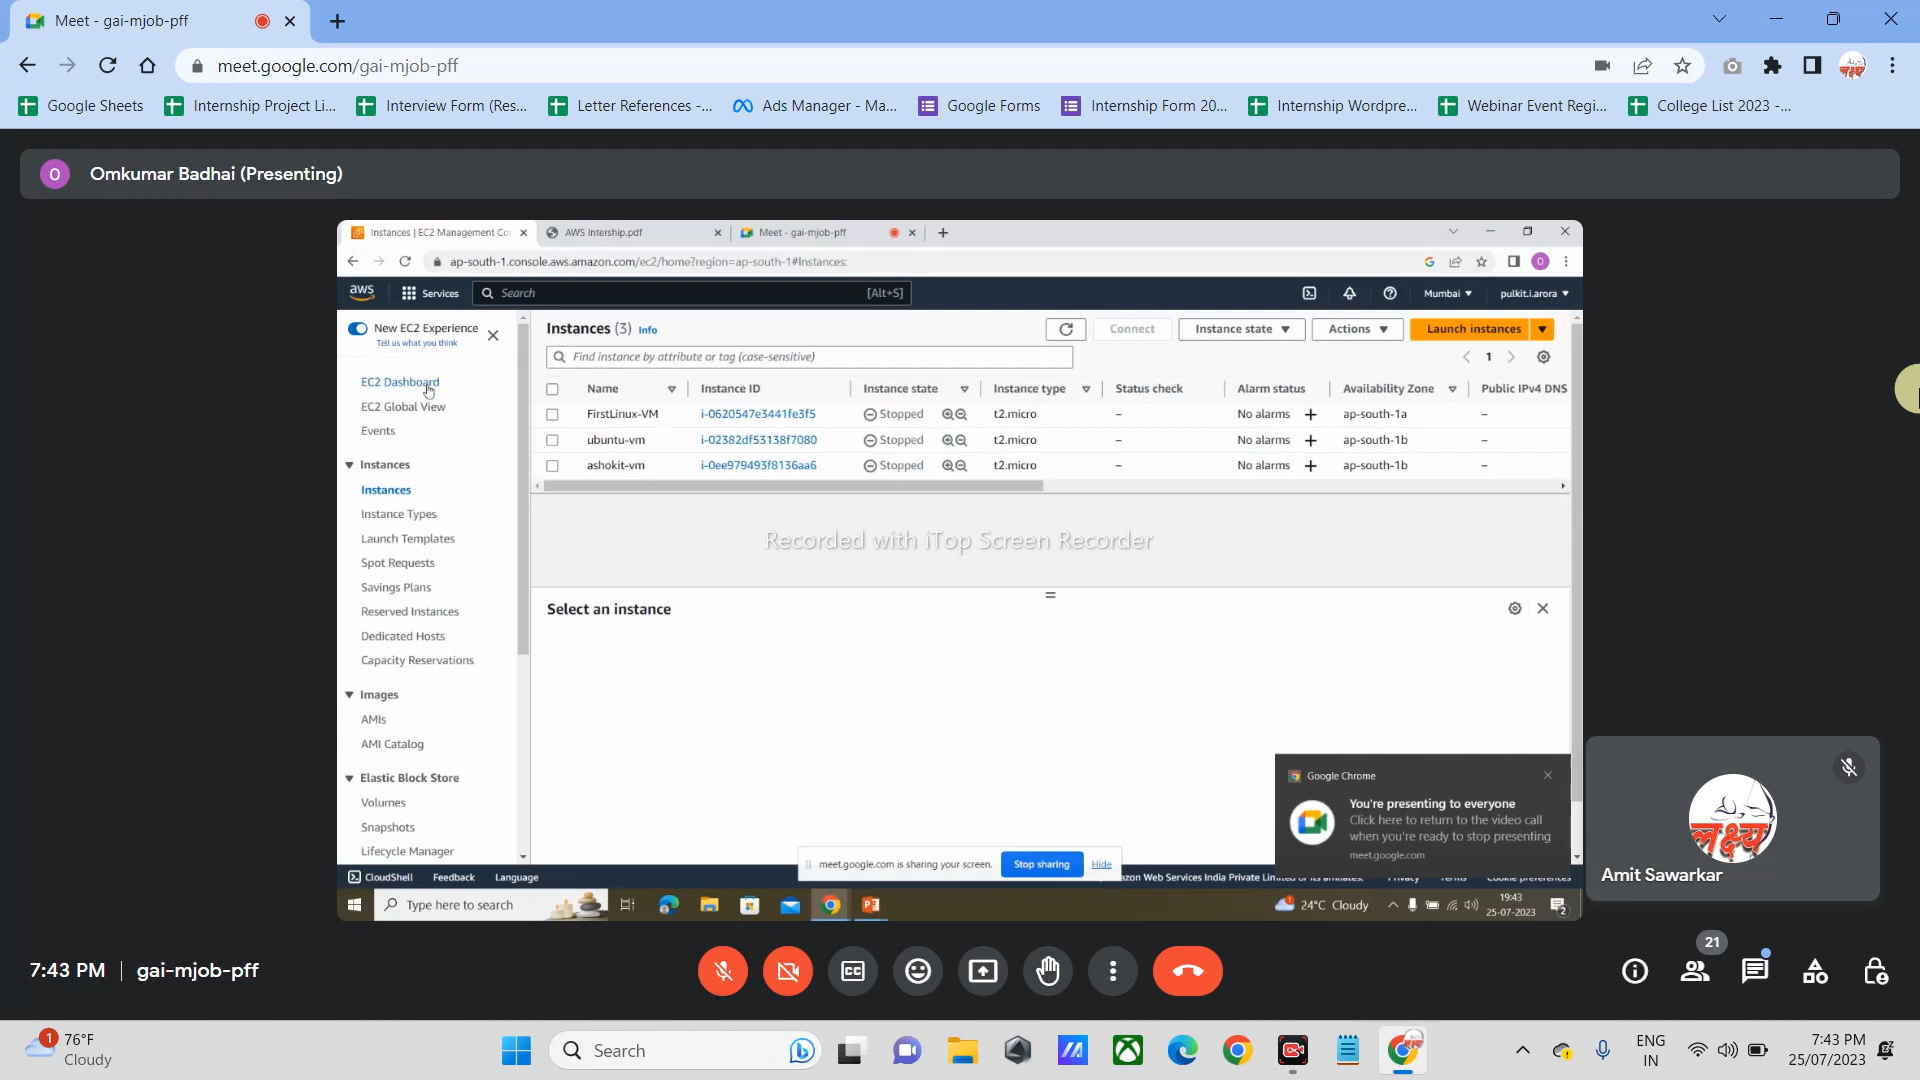 Meet - gai-mjob-pff
meet.google.com/gai-mjob-pff
Google Sheets
Internship Project Li...
Interview Form (Res...
Letter References -...
Ads Manager - Ma...
Google Forms
Internship Form 20...
Internship Wordpre...
Webinar Event Regi...
College List 2023 -...
O
Omkumar Badhai (Presenting)
Instances | EC2 Management Co
AWS Intership.pdf
Meet - gai-mjob-pff
ap-south-1.console.aws.amazon.com/ec2/home?region=ap-south-1#Instances:
aws
Services
Search
[Alt+S]
Mumbai
pulkit.i.arora
New EC2 Experience
Tell us what you think
EC2 Dashboard
EC2 Global View
Events
Instances
Instances
Instance Types
Launch Templates
Spot Requests
Savings Plans
Reserved Instances
Dedicated Hosts
Capacity Reservations
Images
AMIs
AMI Catalog
Elastic Block Store
Volumes
Snapshots
Lifecycle Manager
Instances (3) Info
Connect
Instance state
Actions
Launch instances
Find instance by attribute or tag (case-sensitive)
1
Name Instance ID Instance state Instance type Status check Alarm status Availability Zone Public IPv4 DNS
FirstLinux-VM i-0620547e3441fe3f5 Stopped t2.micro – No alarms + ap-south-1a –
ubuntu-vm i-02382df53138f7080 Stopped t2.micro – No alarms + ap-south-1b –
ashokit-vm i-0ee979493f8136aa6 Stopped t2.micro – No alarms + ap-south-1b –
Recorded with iTop Screen Recorder
Select an instance
Google Chrome
You're presenting to everyone
Click here to return to the video call
when you're ready to stop presenting
meet.google.com
meet.google.com is sharing your screen.
Stop sharing
Hide
CloudShell
Feedback
Language
Type here to search
24°C Cloudy
19:43
25-07-2023
2
लक्ष्य
Amit Sawarkar
7:43 PM | gai-mjob-pff
CC
21
1
76°F
Cloudy
Search
ENG
IN
7:43 PM
25/07/2023